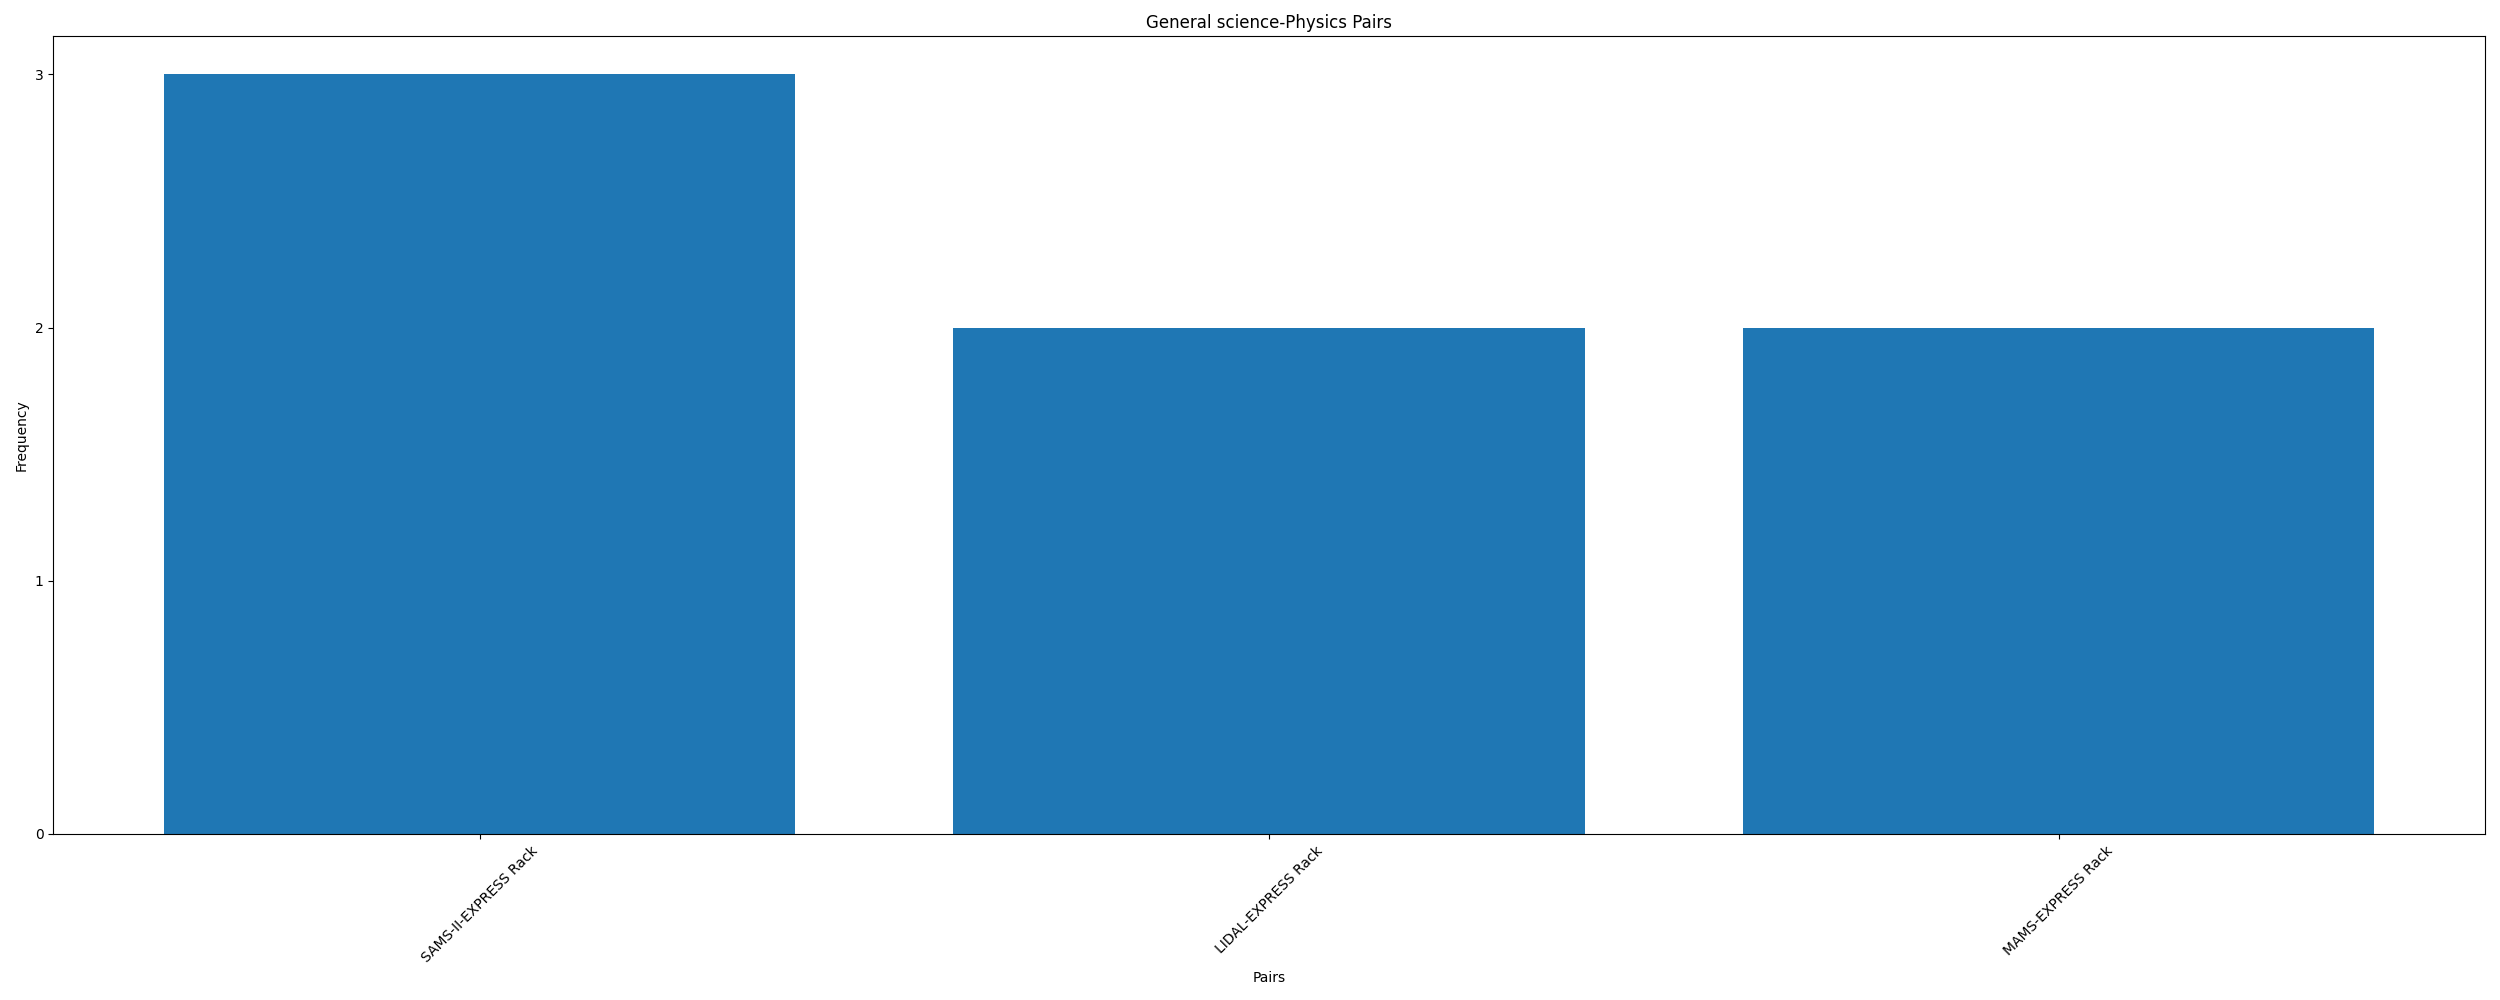 General science-Physics Pairs
3
2
1
0
Frequency
SAMS-II-EXPRESS Rack
LIDAL-EXPRESS Rack
MAMS-EXPRESS Rack
Pairs